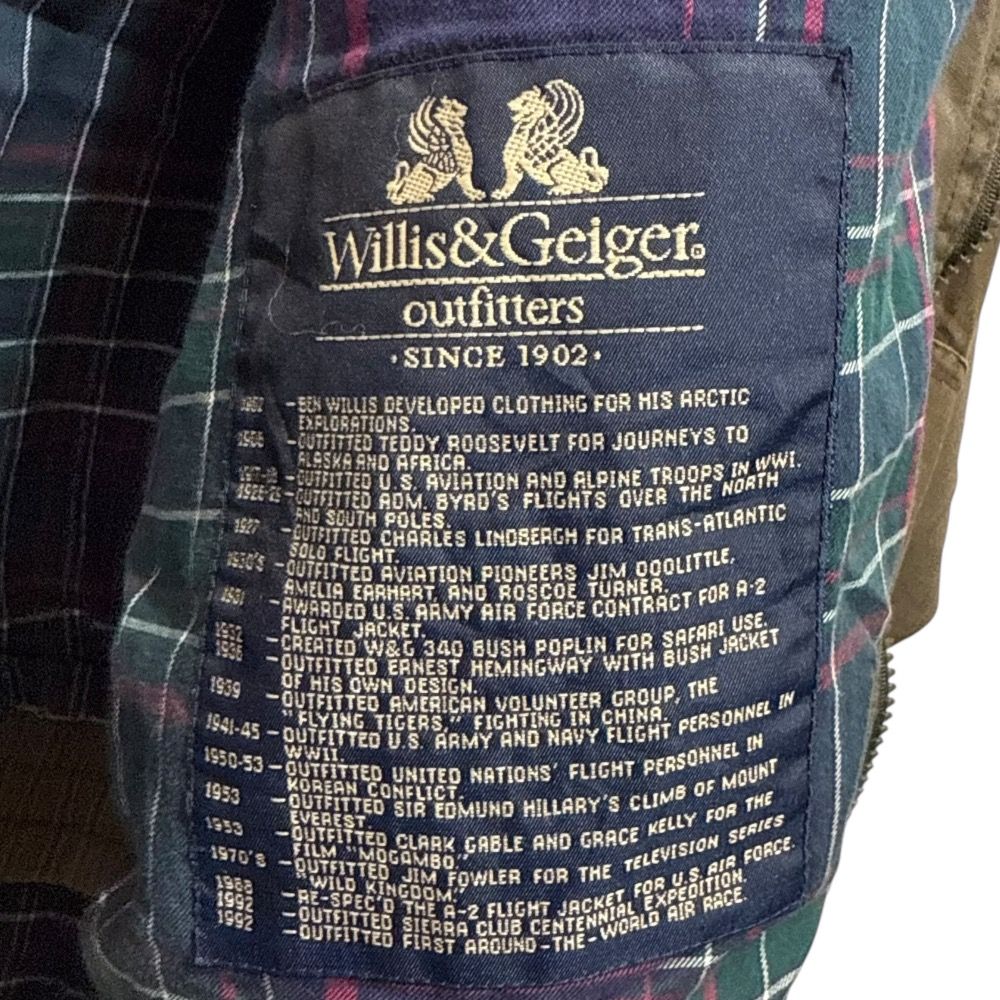 Willis&Geiger®
outfitters
·SINCE 1902·
-BEN WILLIS DEVELOPED CLOTHING FOR HIS ARCTIC
EXPLORATIONS.
-OUTFITTED TEDDY ROOSEVELT FOR JOURNEYS TO
ALASKA AND AFRICA.
-OUTFITTED U.S. AVIATION AND ALPINE TROOPS IN WWI.
-OUTFITTED ADM. BYRD'S FLIGHTS OVER THE NORTH
AND SOUTH POLES.
1927 -OUTFITTED CHARLES LINDBERGH FOR TRANS-ATLANTIC
SOLO FLIGHT.
1930'S -OUTFITTED AVIATION PIONEERS JIM DOOLITTLE,
AMELIA EARHART, AND ROSCOE TURNER.
1931 -AWARDED U.S. ARMY AIR FORCE CONTRACT FOR A-2
FLIGHT JACKET.
-CREATED W&G 340 BUSH POPLIN FOR SAFARI USE.
1936 -OUTFITTED ERNEST HEMINGWAY WITH BUSH JACKET
OF HIS OWN DESIGN.
1939 -OUTFITTED AMERICAN VOLUNTEER GROUP, THE
"FLYING TIGERS," FIGHTING IN CHINA.
1941-45 -OUTFITTED U.S. ARMY AND NAVY FLIGHT PERSONNEL IN
WWII.
1950-53 -OUTFITTED UNITED NATIONS' FLIGHT PERSONNEL IN
KOREAN CONFLICT.
1953 -OUTFITTED SIR EDMUND HILLARY'S CLIMB OF MOUNT
EVEREST.
1953 -OUTFITTED CLARK GABLE AND GRACE KELLY FOR THE
FILM "MOGAMBO."
1970'S -OUTFITTED JIM FOWLER FOR THE TELEVISION SERIES
"WILD KINGDOM."
1988 -RE-SPEC'D THE A-2 FLIGHT JACKET FOR U.S. AIR FORCE.
1992 -OUTFITTED SIERRA CLUB CENTENNIAL EXPEDITION.
1992 -OUTFITTED FIRST AROUND-THE-WORLD AIR RACE.